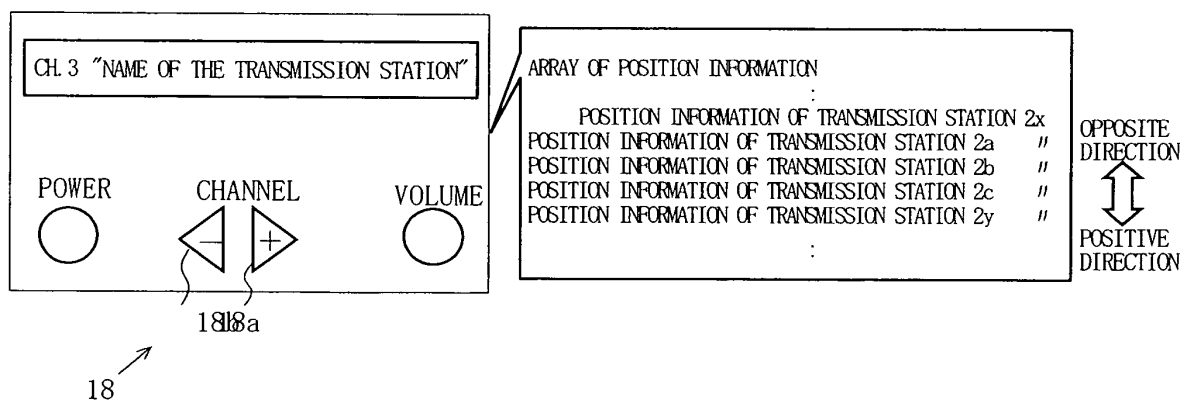 CH. 3 "NAME OF THE TRANSMISSION STATION"
POWER
CHANNEL
VOLUME
−
+
18b
18a
18
ARRAY OF POSITION INFORMATION
:
POSITION INFORMATION OF TRANSMISSION STATION 2x
POSITION INFORMATION OF TRANSMISSION STATION 2a 〃
POSITION INFORMATION OF TRANSMISSION STATION 2b 〃
POSITION INFORMATION OF TRANSMISSION STATION 2c 〃
POSITION INFORMATION OF TRANSMISSION STATION 2y 〃
:
OPPOSITE
DIRECTION
POSITIVE
DIRECTION